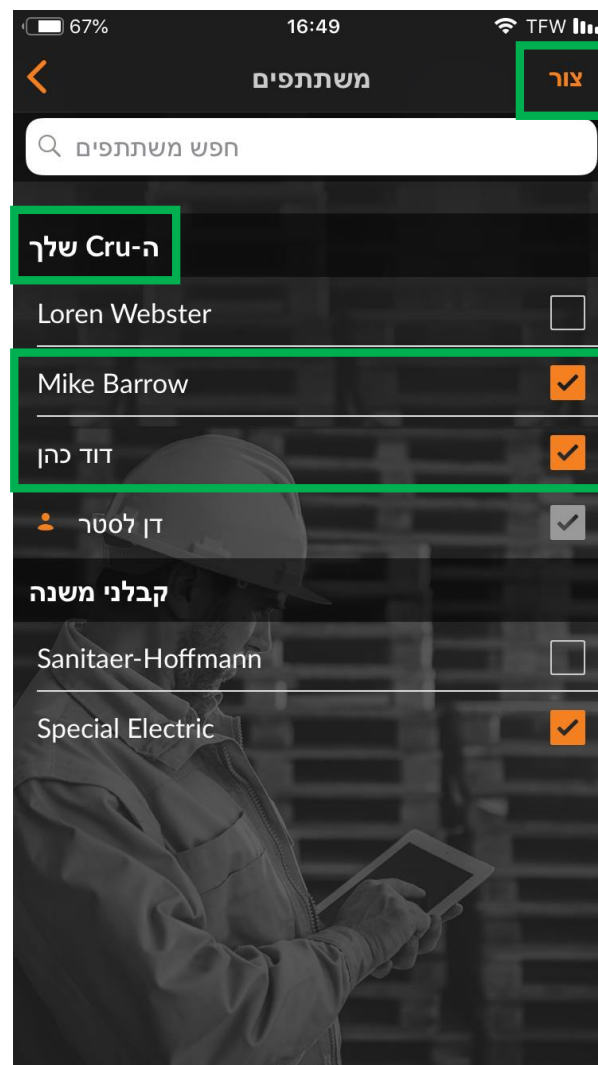 67% 16:49 TFW
משתתפים צור
חפש משתתפים
ה-Cru שלך
Loren Webster
Mike Barrow
דוד כהן
דן לסטר
קבלני משנה
Sanitaer-Hoffmann
Special Electric